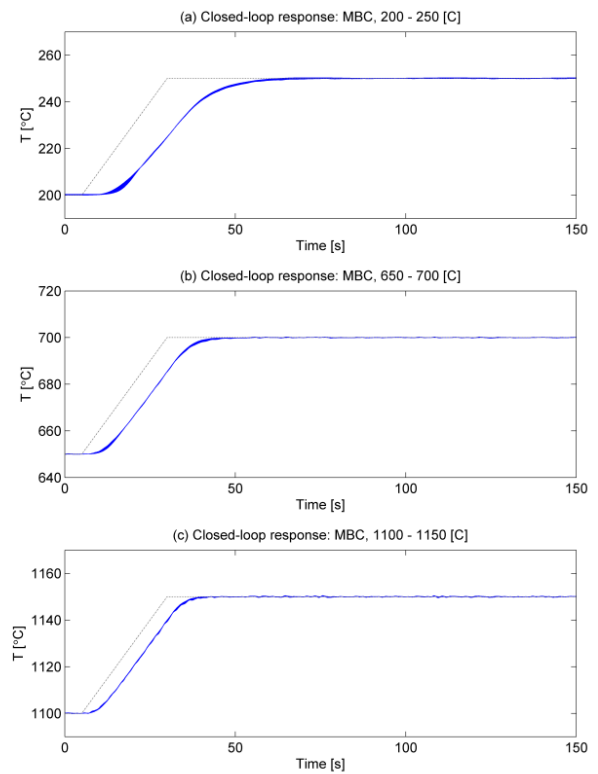 (a) Closed-loop response: MBC, 200 - 250 [C]
260
240
220
200
T [°C]
0 50 100 150
Time [s]
(b) Closed-loop response: MBC, 650 - 700 [C]
720
700
680
660
640
T [°C]
0 50 100 150
Time [s]
(c) Closed-loop response: MBC, 1100 - 1150 [C]
1160
1140
1120
1100
T [°C]
0 50 100 150
Time [s]